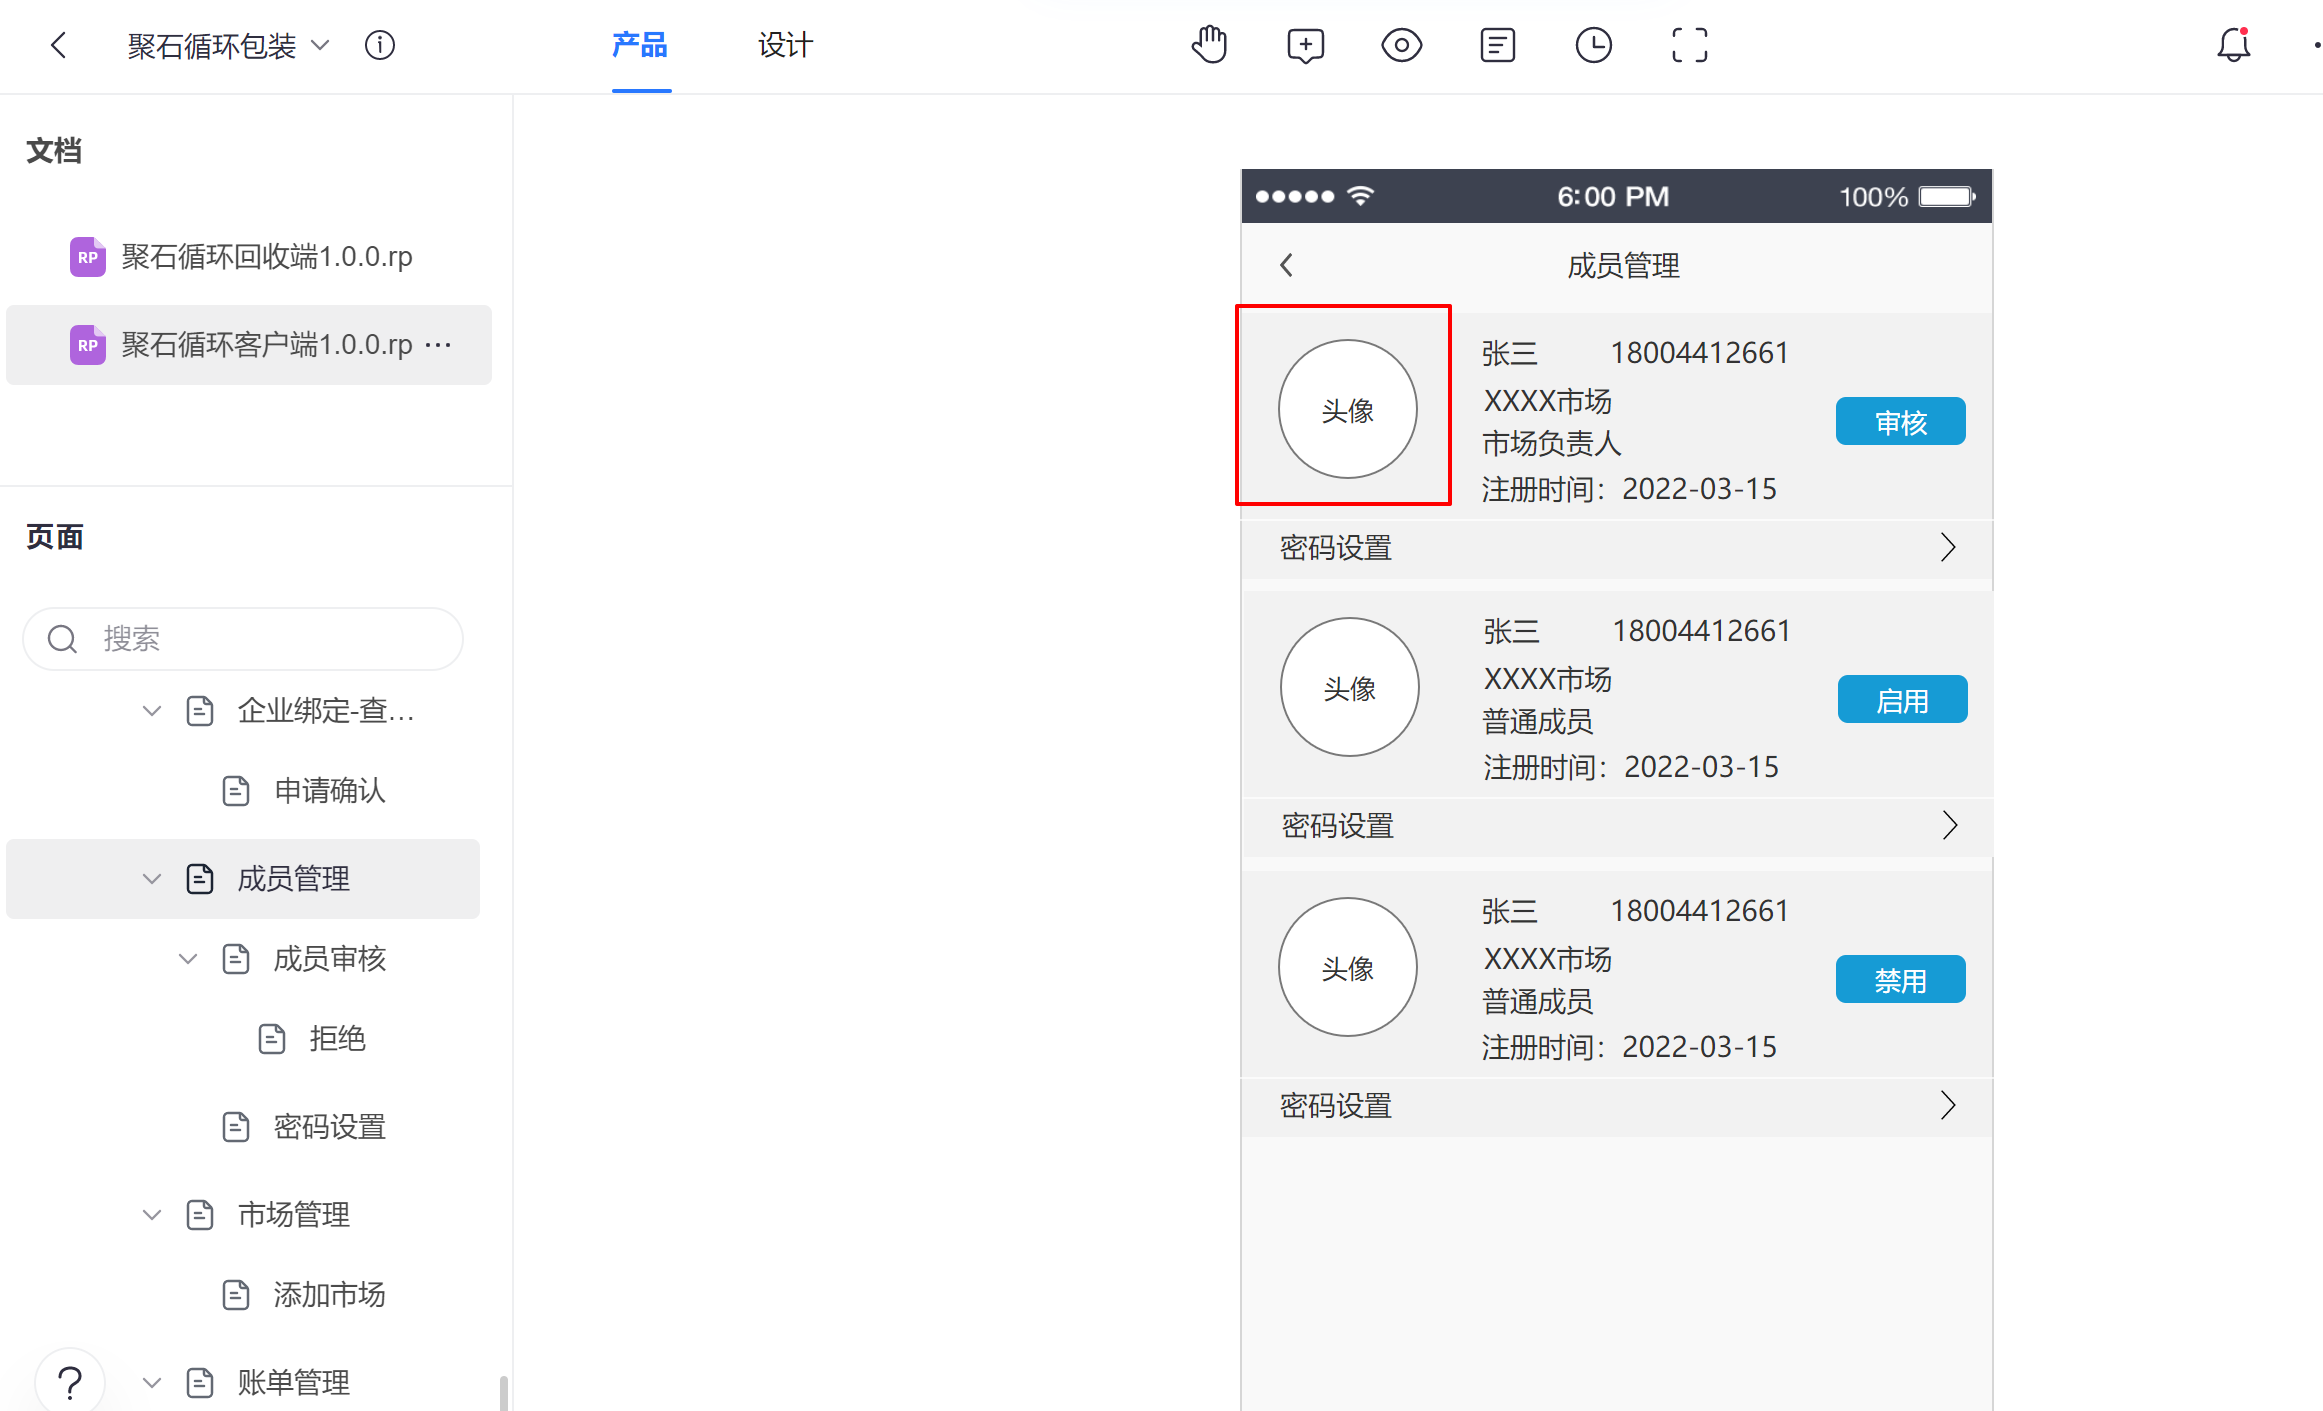 聚石循环包装
产品
设计
文档
RP 聚石循环回收端1.0.0.rp
RP 聚石循环客户端1.0.0.rp ···
页面
搜索
企业绑定-查...
申请确认
成员管理
成员审核
拒绝
密码设置
市场管理
添加市场
账单管理
?
6:00 PM
100%
成员管理
头像
张三 18004412661
XXXX市场
市场负责人
注册时间：2022-03-15
审核
密码设置
头像
张三 18004412661
XXXX市场
普通成员
注册时间：2022-03-15
启用
密码设置
头像
张三 18004412661
XXXX市场
普通成员
注册时间：2022-03-15
禁用
密码设置